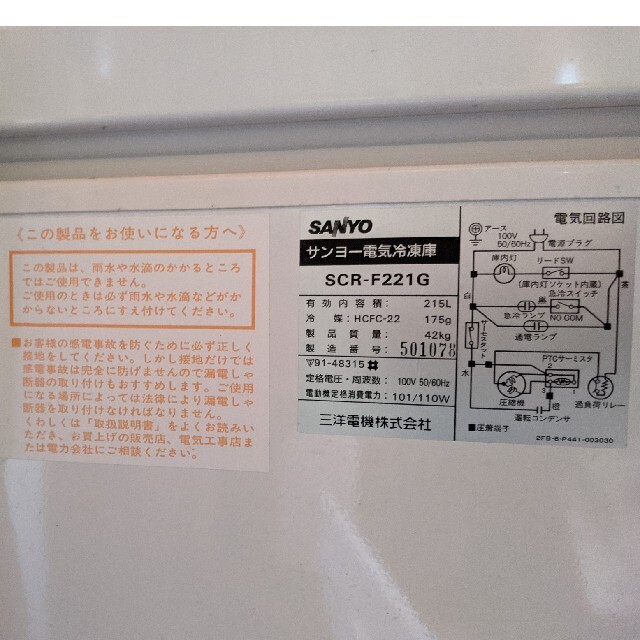 《この製品をお使いになる方へ》
この製品は、雨水や水滴のかかるところ
ではご使用できません。
ご使用のときは必ず雨水や水滴などがか
からないところにすえ付けてください。
■お客様の感電事故を防ぐために必ず正しく
接地をしてください。しかし接地だけでは
感電事故は完全に防げませんので漏電しゃ
断器の取り付けもおすすめします。ご使用
になる場所によっては法律により漏電しゃ
断器を取り付けなければなりません。
くわしくは「取扱説明書」をよくお読みい
ただき、お買上げの販売店、電気工事店ま
たは電力会社にご相談ください。
SANYO
サンヨー電気冷凍庫
SCR-F221G
有効内容積: 215L
冷媒:HCFC-22 175g
製品質量: 42kg
製造番号: 501078
91-48315
定格電圧・周波数: 100V 50/60Hz
電動機定格消費電力: 101/110W
三洋電機株式会社
電気回路図
アース
100V
50/60Hz
電源プラグ
庫内灯
リードSW
(庫内灯ソケット内蔵)
白
黒
急冷スイッチ
急冷ランプ
NO COM
通電ランプ
サーモスタット
水
PTCサーミスタ
2
3
1
圧縮機
橙
過負荷リレー
運転コンデンサ
■圧着端子
2FB-6-P441-003030